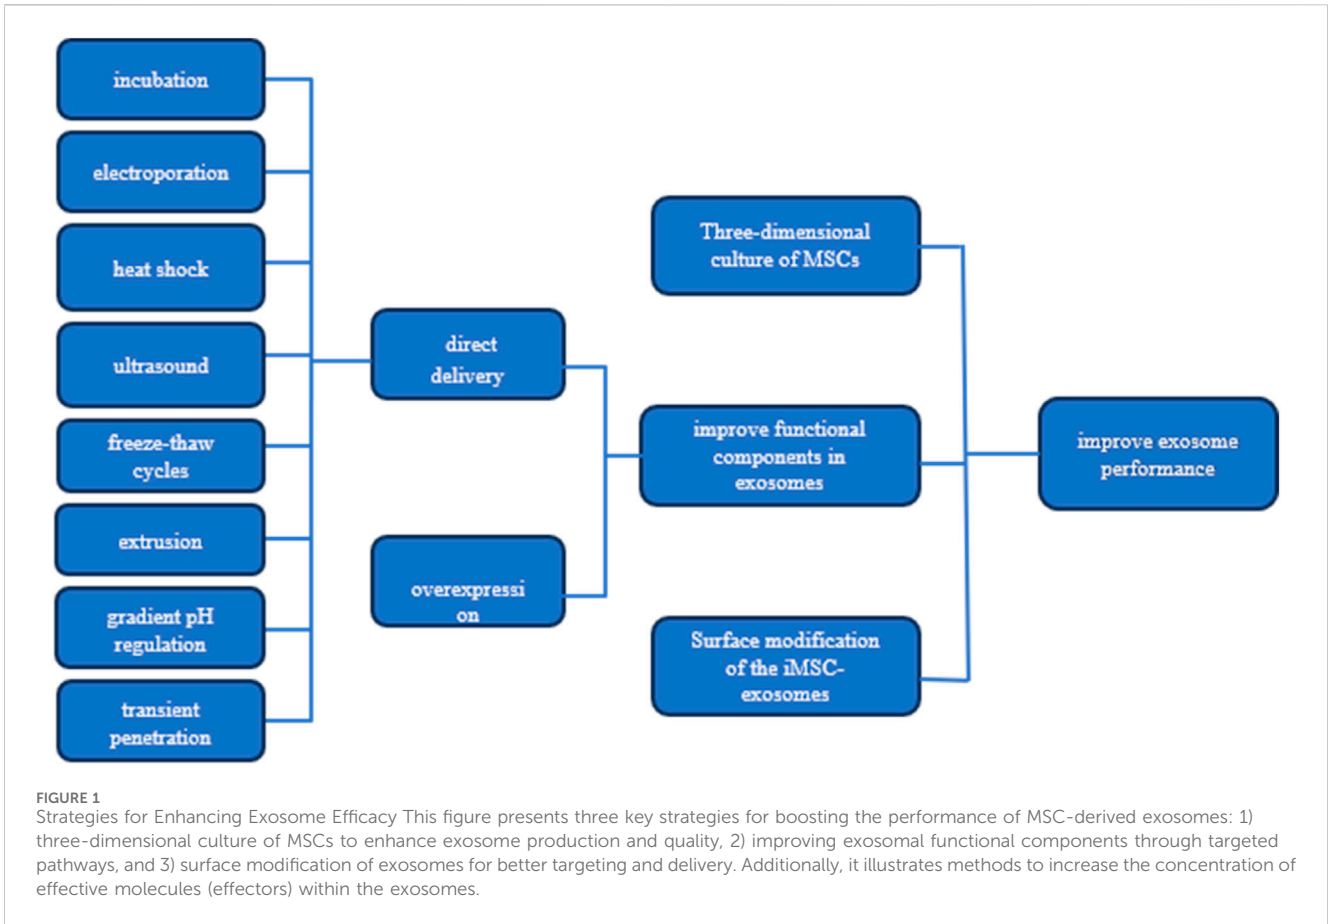 incubation
electroporation
heat shock
ultrasound
freeze-thaw
cycles
extrusion
gradient pH
regulation
transient
penetration
direct
delivery
overexpressi
on
Three-dimensional
culture of MSCs
improve functional
components in
exosomes
Surface modification
of the iMSC-
exosomes
improve exosome
performance
FIGURE 1
Strategies for Enhancing Exosome Efficacy This figure presents three key strategies for boosting the performance of MSC-derived exosomes: 1)
three-dimensional culture of MSCs to enhance exosome production and quality, 2) improving exosomal functional components through targeted
pathways, and 3) surface modification of exosomes for better targeting and delivery. Additionally, it illustrates methods to increase the concentration of
effective molecules (effectors) within the exosomes.